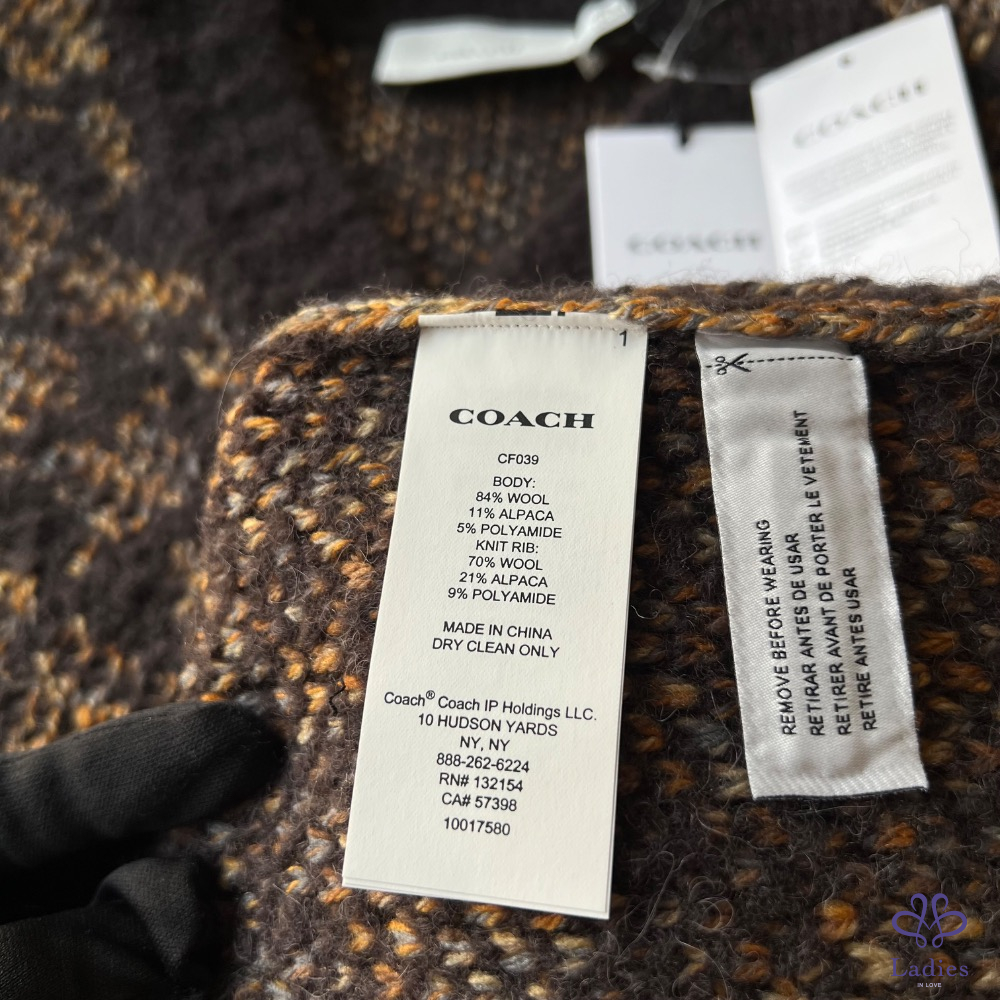 COACH
COACH
1
COACH
CF039
BODY:
84% WOOL
11% ALPACA
5% POLYAMIDE
KNIT RIB:
70% WOOL
21% ALPACA
9% POLYAMIDE
MADE IN CHINA
DRY CLEAN ONLY
Coach® Coach IP Holdings LLC.
10 HUDSON YARDS
NY, NY
888-262-6224
RN# 132154
CA# 57398
10017580
REMOVE BEFORE WEARING
RETIRAR ANTES DE USAR
RETIRER AVANT DE PORTER LE VETEMENT
RETIRE ANTES USAR
Ladies
IN LOVE